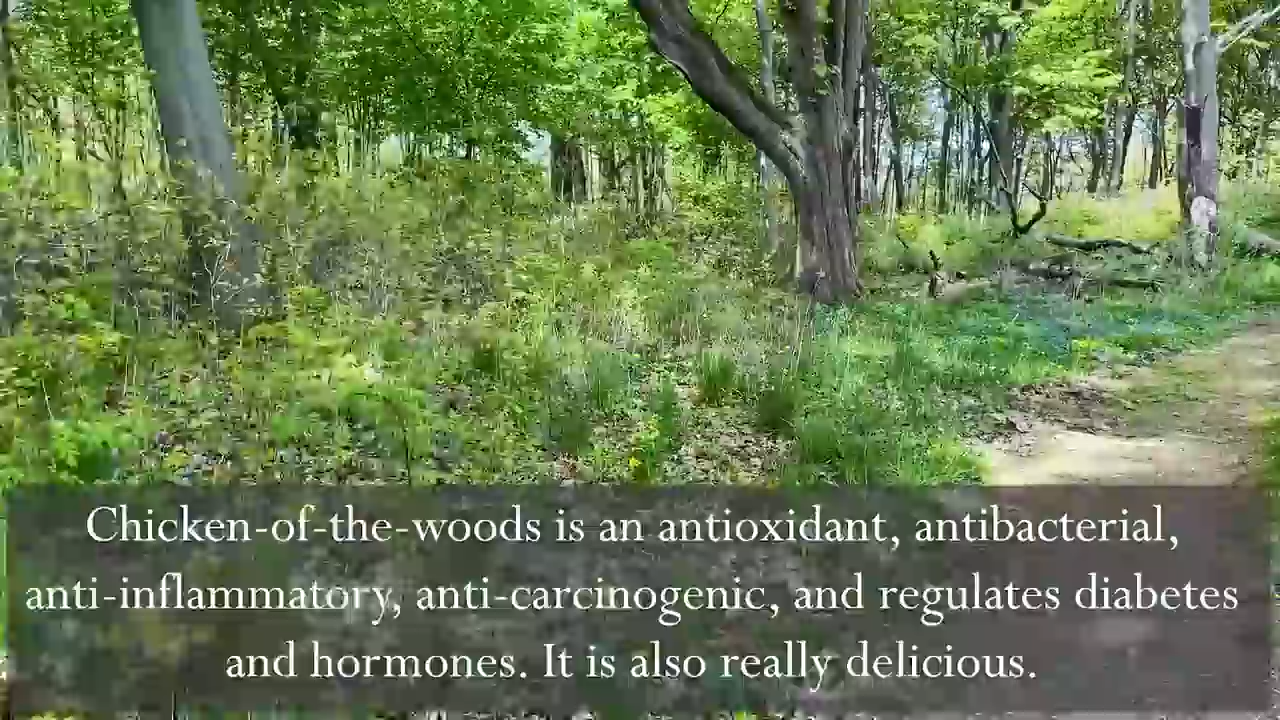 Chicken-of-the-woods is an antioxidant, antibacterial,
anti-inflammatory, anti-carcinogenic, and regulates diabetes
and hormones. It is also really delicious.